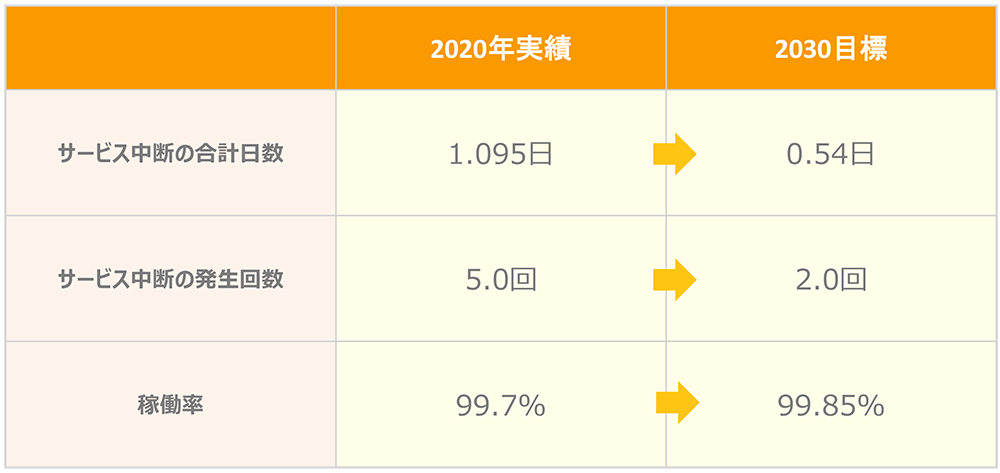 2020年実績 2030目標
サービス中断の合計日数 1.095日 0.54日
サービス中断の発生回数 5.0回 2.0回
稼働率 99.7% 99.85%